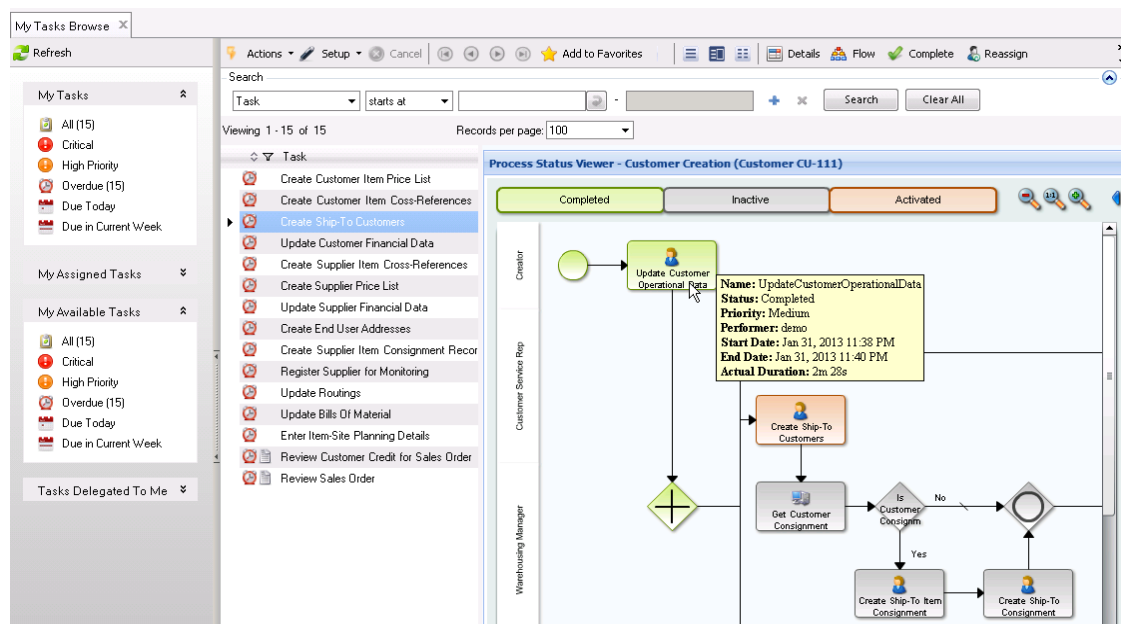 My Tasks Browse X
Refresh
Actions Setup Cancel Add to Favorites Details Flow Complete Reassign
Search
Task starts at - Search Clear All
Viewing 1 - 15 of 15 Records per page: 100
My Tasks
All (15)
Critical
High Priority
Overdue (15)
Due Today
Due in Current Week
My Assigned Tasks
My Available Tasks
All (15)
Critical
High Priority
Overdue (15)
Due Today
Due in Current Week
Tasks Delegated To Me
Task
Create Customer Item Price List
Create Customer Item Coss-References
Create Ship-To Customers
Update Customer Financial Data
Create Supplier Item Cross-References
Create Supplier Price List
Update Supplier Financial Data
Create End User Addresses
Create Supplier Item Consignment Recor
Register Supplier for Monitoring
Update Routings
Update Bills Of Material
Enter Item-Site Planning Details
Review Customer Credit for Sales Order
Review Sales Order
Process Status Viewer - Customer Creation (Customer CU-111)
Completed Inactive Activated
1:1
Creator
Customer Service Rep
Warehousing Manager
Update Customer
Operational Data
Name: UpdateCustomerOperationalData
Status: Completed
Priority: Medium
Performer: demo
Start Date: Jan 31, 2013 11:38 PM
End Date: Jan 31, 2013 11:40 PM
Actual Duration: 2m 28s
Create Ship-To
Customers
Get Customer
Consignment
Is
Customer
Consignm
No
Yes
Create Ship-To Item
Consignment
Create Ship-To
Consignment